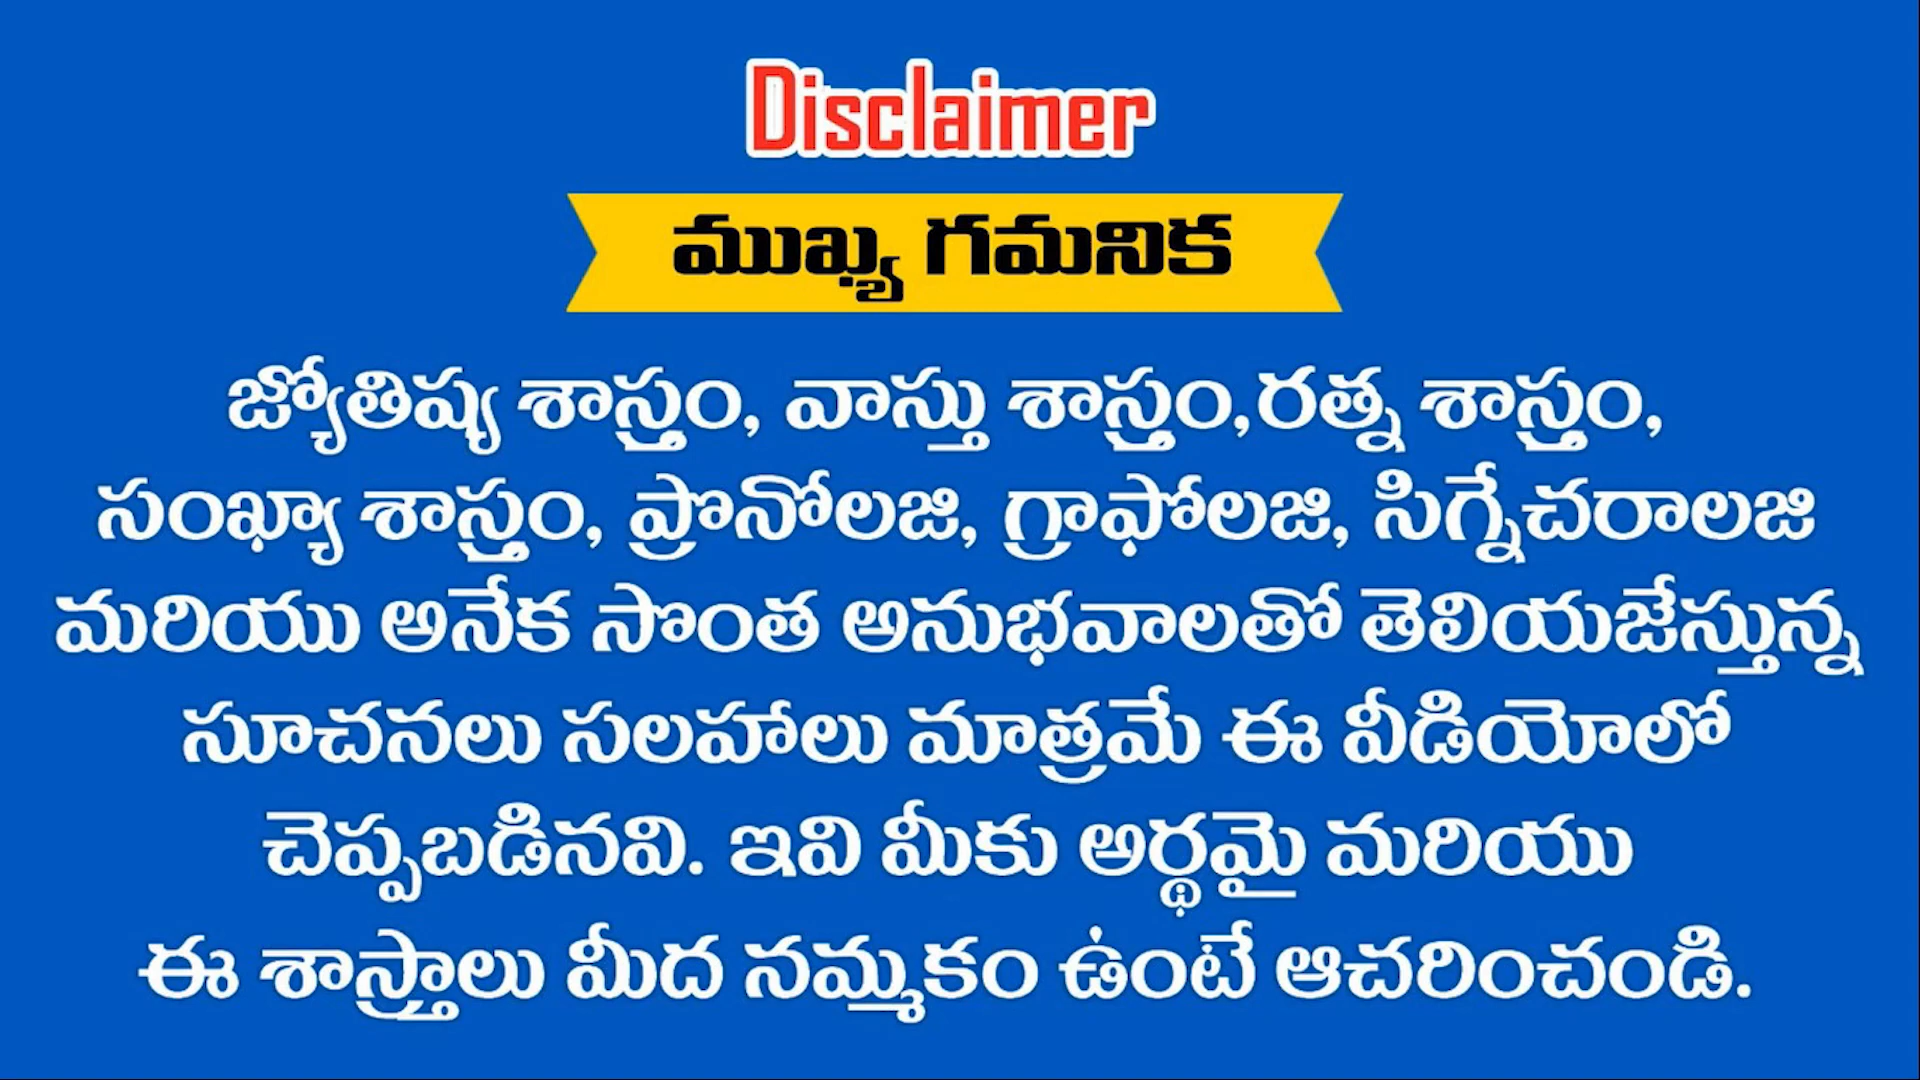 Disclaimer
ముఖ్య గమనిక
జ్యోతిష్య శాస్త్రం, వాస్తు శాస్త్రం,రత్న శాస్త్రం,
సంఖ్యా శాస్త్రం, ప్రొనోలజి, గ్రాఫోలజి, సిగ్నేచరాలజి
మరియు అనేక సొంత అనుభవాలతో తెలియజేస్తున్న
సూచనలు సలహాలు మాత్రమే ఈ వీడియోలో
చెప్పబడినవి. ఇవి మీకు అర్థమై మరియు
ఈ శాస్త్రాలు మీద నమ్మకం ఉంటే ఆచరించండి.